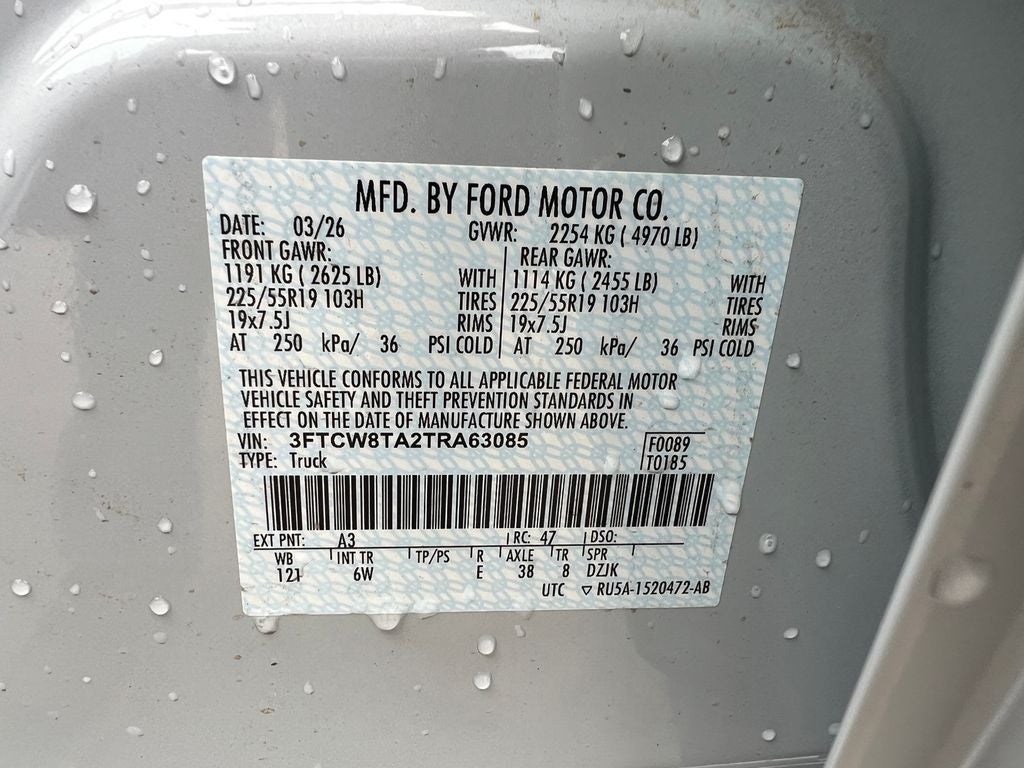 MFD. BY FORD MOTOR CO.
DATE: 03/26 GVWR: 2254 KG ( 4970 LB)
FRONT GAWR: REAR GAWR:
1191 KG ( 2625 LB) WITH 1114 KG ( 2455 LB) WITH
225/55R19 103H TIRES 225/55R19 103H TIRES
19x7.5J RIMS 19x7.5J RIMS
AT 250 kPa/ 36 PSI COLD AT 250 kPa/ 36 PSI COLD
THIS VEHICLE CONFORMS TO ALL APPLICABLE FEDERAL MOTOR
VEHICLE SAFETY AND THEFT PREVENTION STANDARDS IN
EFFECT ON THE DATE OF MANUFACTURE SHOWN ABOVE.
VIN: 3FTCW8TA2TRA63085 F0089
TYPE: Truck T0185
EXT PNT: A3 RC: 47 DSO:
WB INT TR TP/PS R AXLE TR SPR
121 6W E 38 8 DZJK
UTC ▽ RU5A-1520472-AB